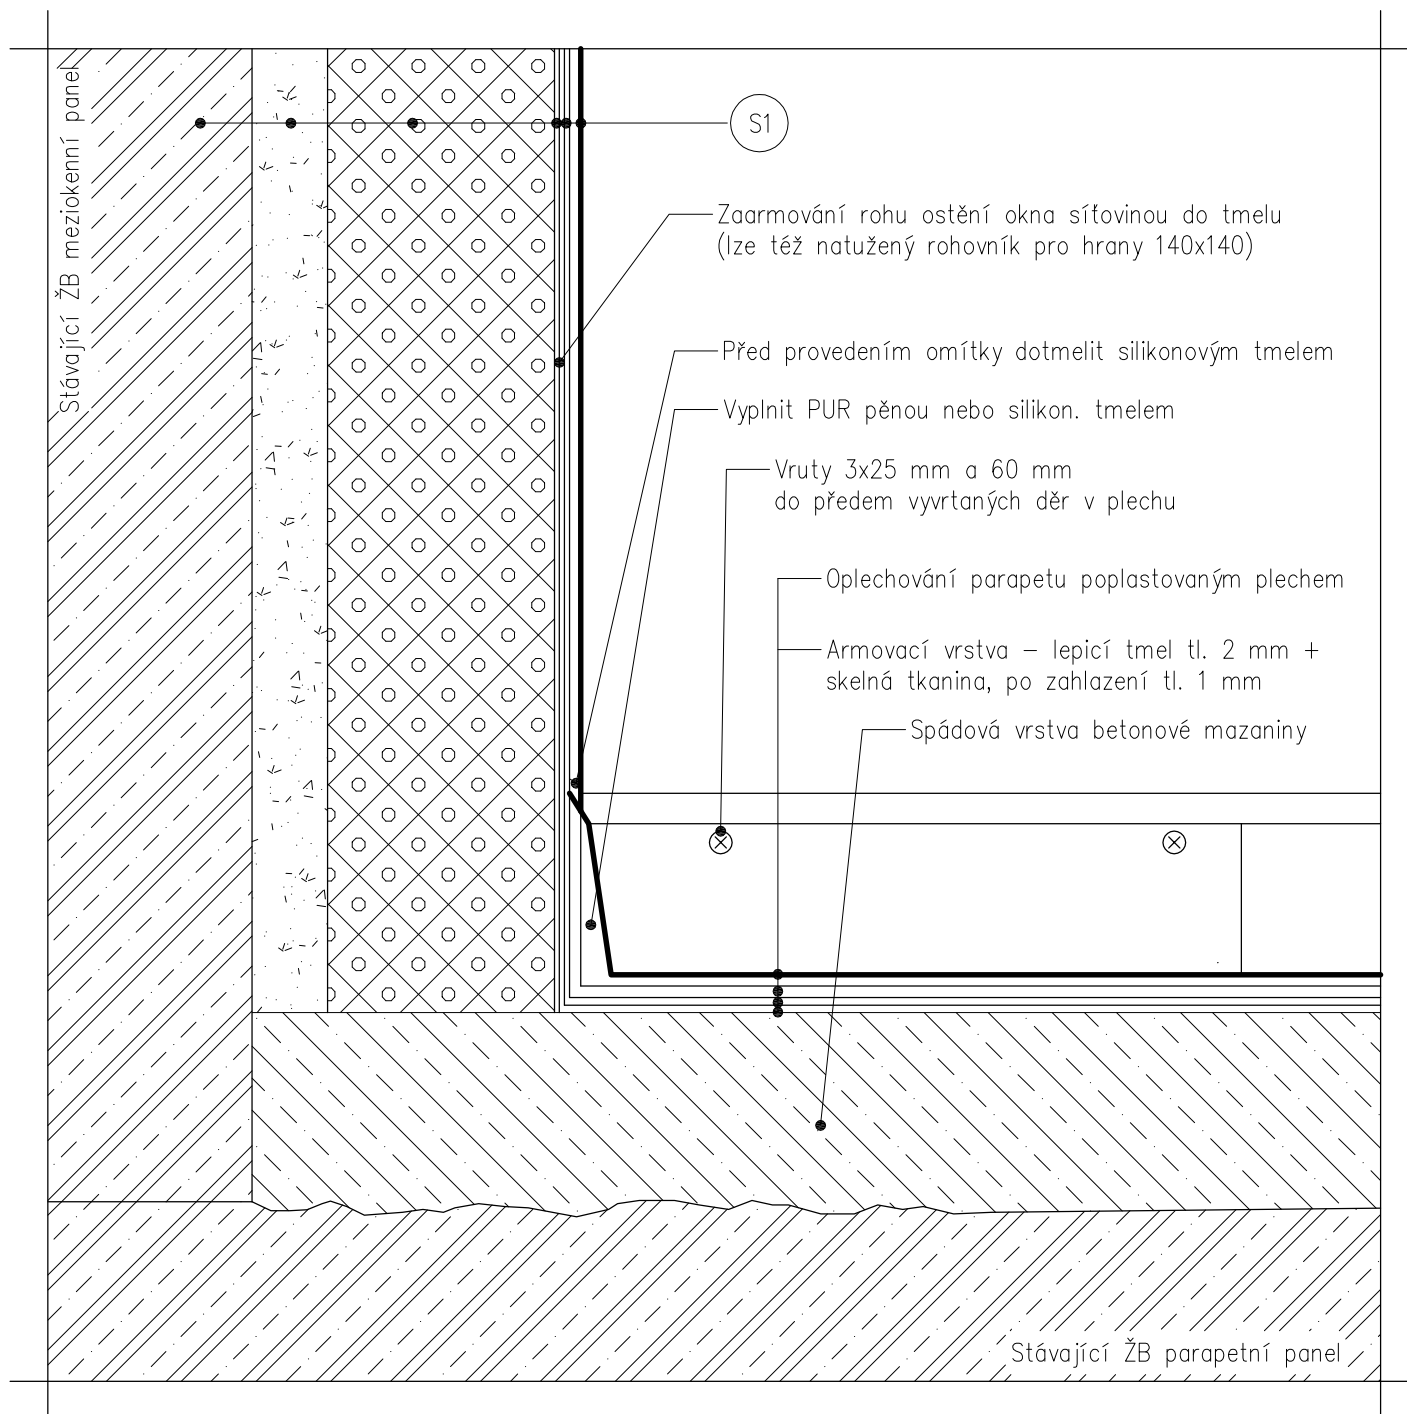 Stávající ŽB meziokenní panel
S1
Zaarmování rohu ostění okna síťovinou do tmelu
(lze též natužený rohovník pro hrany 140x140)
Před provedením omítky dotmelit silikonovým tmelem
Vyplnit PUR pěnou nebo silikon. tmelem
Vruty 3x25 mm a 60 mm
do předem vyvrtaných děr v plechu
Oplechování parapetu poplastovaným plechem
Armovací vrstva – lepicí tmel tl. 2 mm +
skelná tkanina, po zahlazení tl. 1 mm
Spádová vrstva betonové mazaniny
Stávající ŽB parapetní panel